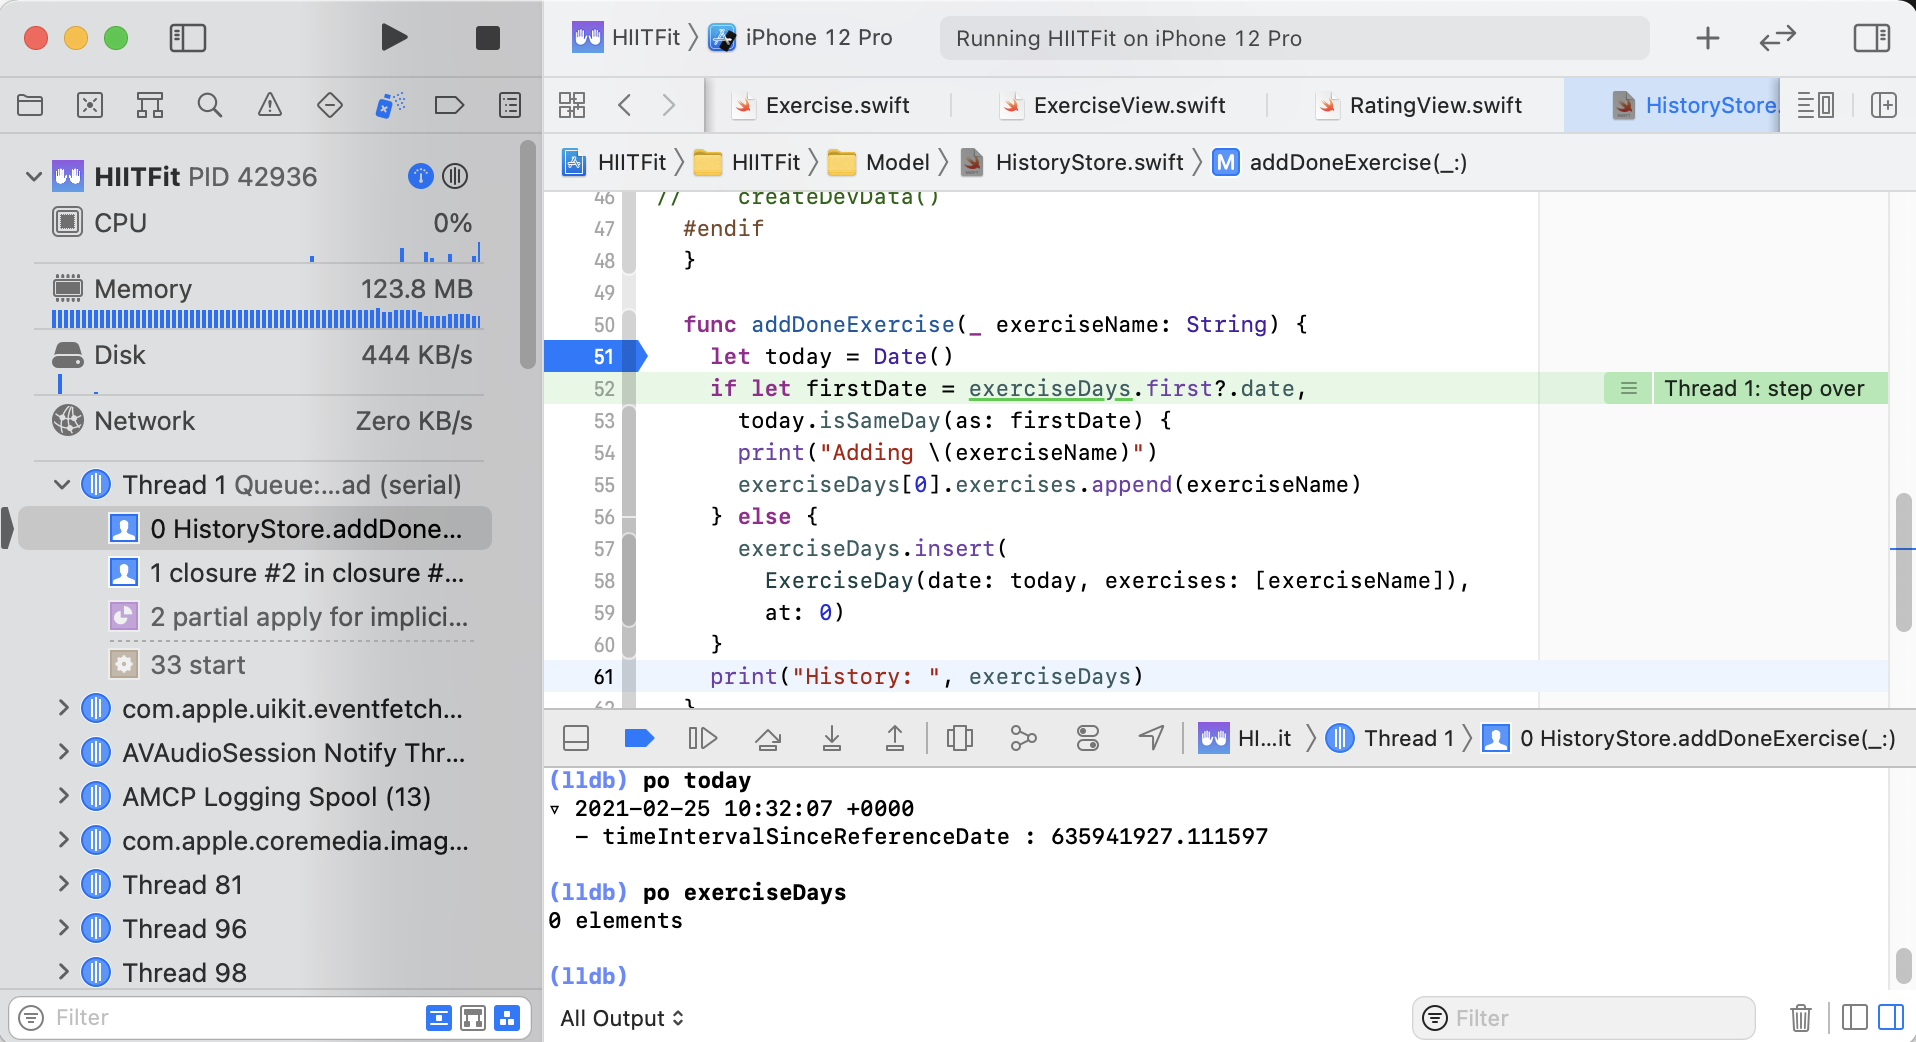 HIITFit
iPhone 12 Pro
Running HIITFit on iPhone 12 Pro
Exercise.swift
ExerciseView.swift
RatingView.swift
HistoryStore.
HIITFit
HIITFit
Model
HistoryStore.swift
M
addDoneExercise(_:)
HIITFit PID 42936
CPU 0%
Memory 123.8 MB
Disk 444 KB/s
Network Zero KB/s
Thread 1 Queue:...ad (serial)
0 HistoryStore.addDone...
1 closure #2 in closure #...
2 partial apply for implici...
33 start
com.apple.uikit.eventfetch...
AVAudioSession Notify Thr...
AMCP Logging Spool (13)
com.apple.coremedia.imag...
Thread 81
Thread 96
Thread 98
Filter
46 //    createDevData()
47 #endif
48 }
49
50 func addDoneExercise(_ exerciseName: String) {
51 let today = Date()
52 if let firstDate = exerciseDays.first?.date,
Thread 1: step over
53 today.isSameDay(as: firstDate) {
54 print("Adding \(exerciseName)")
55 exerciseDays[0].exercises.append(exerciseName)
56 } else {
57 exerciseDays.insert(
58 ExerciseDay(date: today, exercises: [exerciseName]),
59 at: 0)
60 }
61 print("History: ", exerciseDays)
62 }
HI...it
Thread 1
0 HistoryStore.addDoneExercise(_:)
(lldb) po today
▿ 2021-02-25 10:32:07 +0000
- timeIntervalSinceReferenceDate : 635941927.111597
(lldb) po exerciseDays
0 elements
(lldb)
All Output
Filter